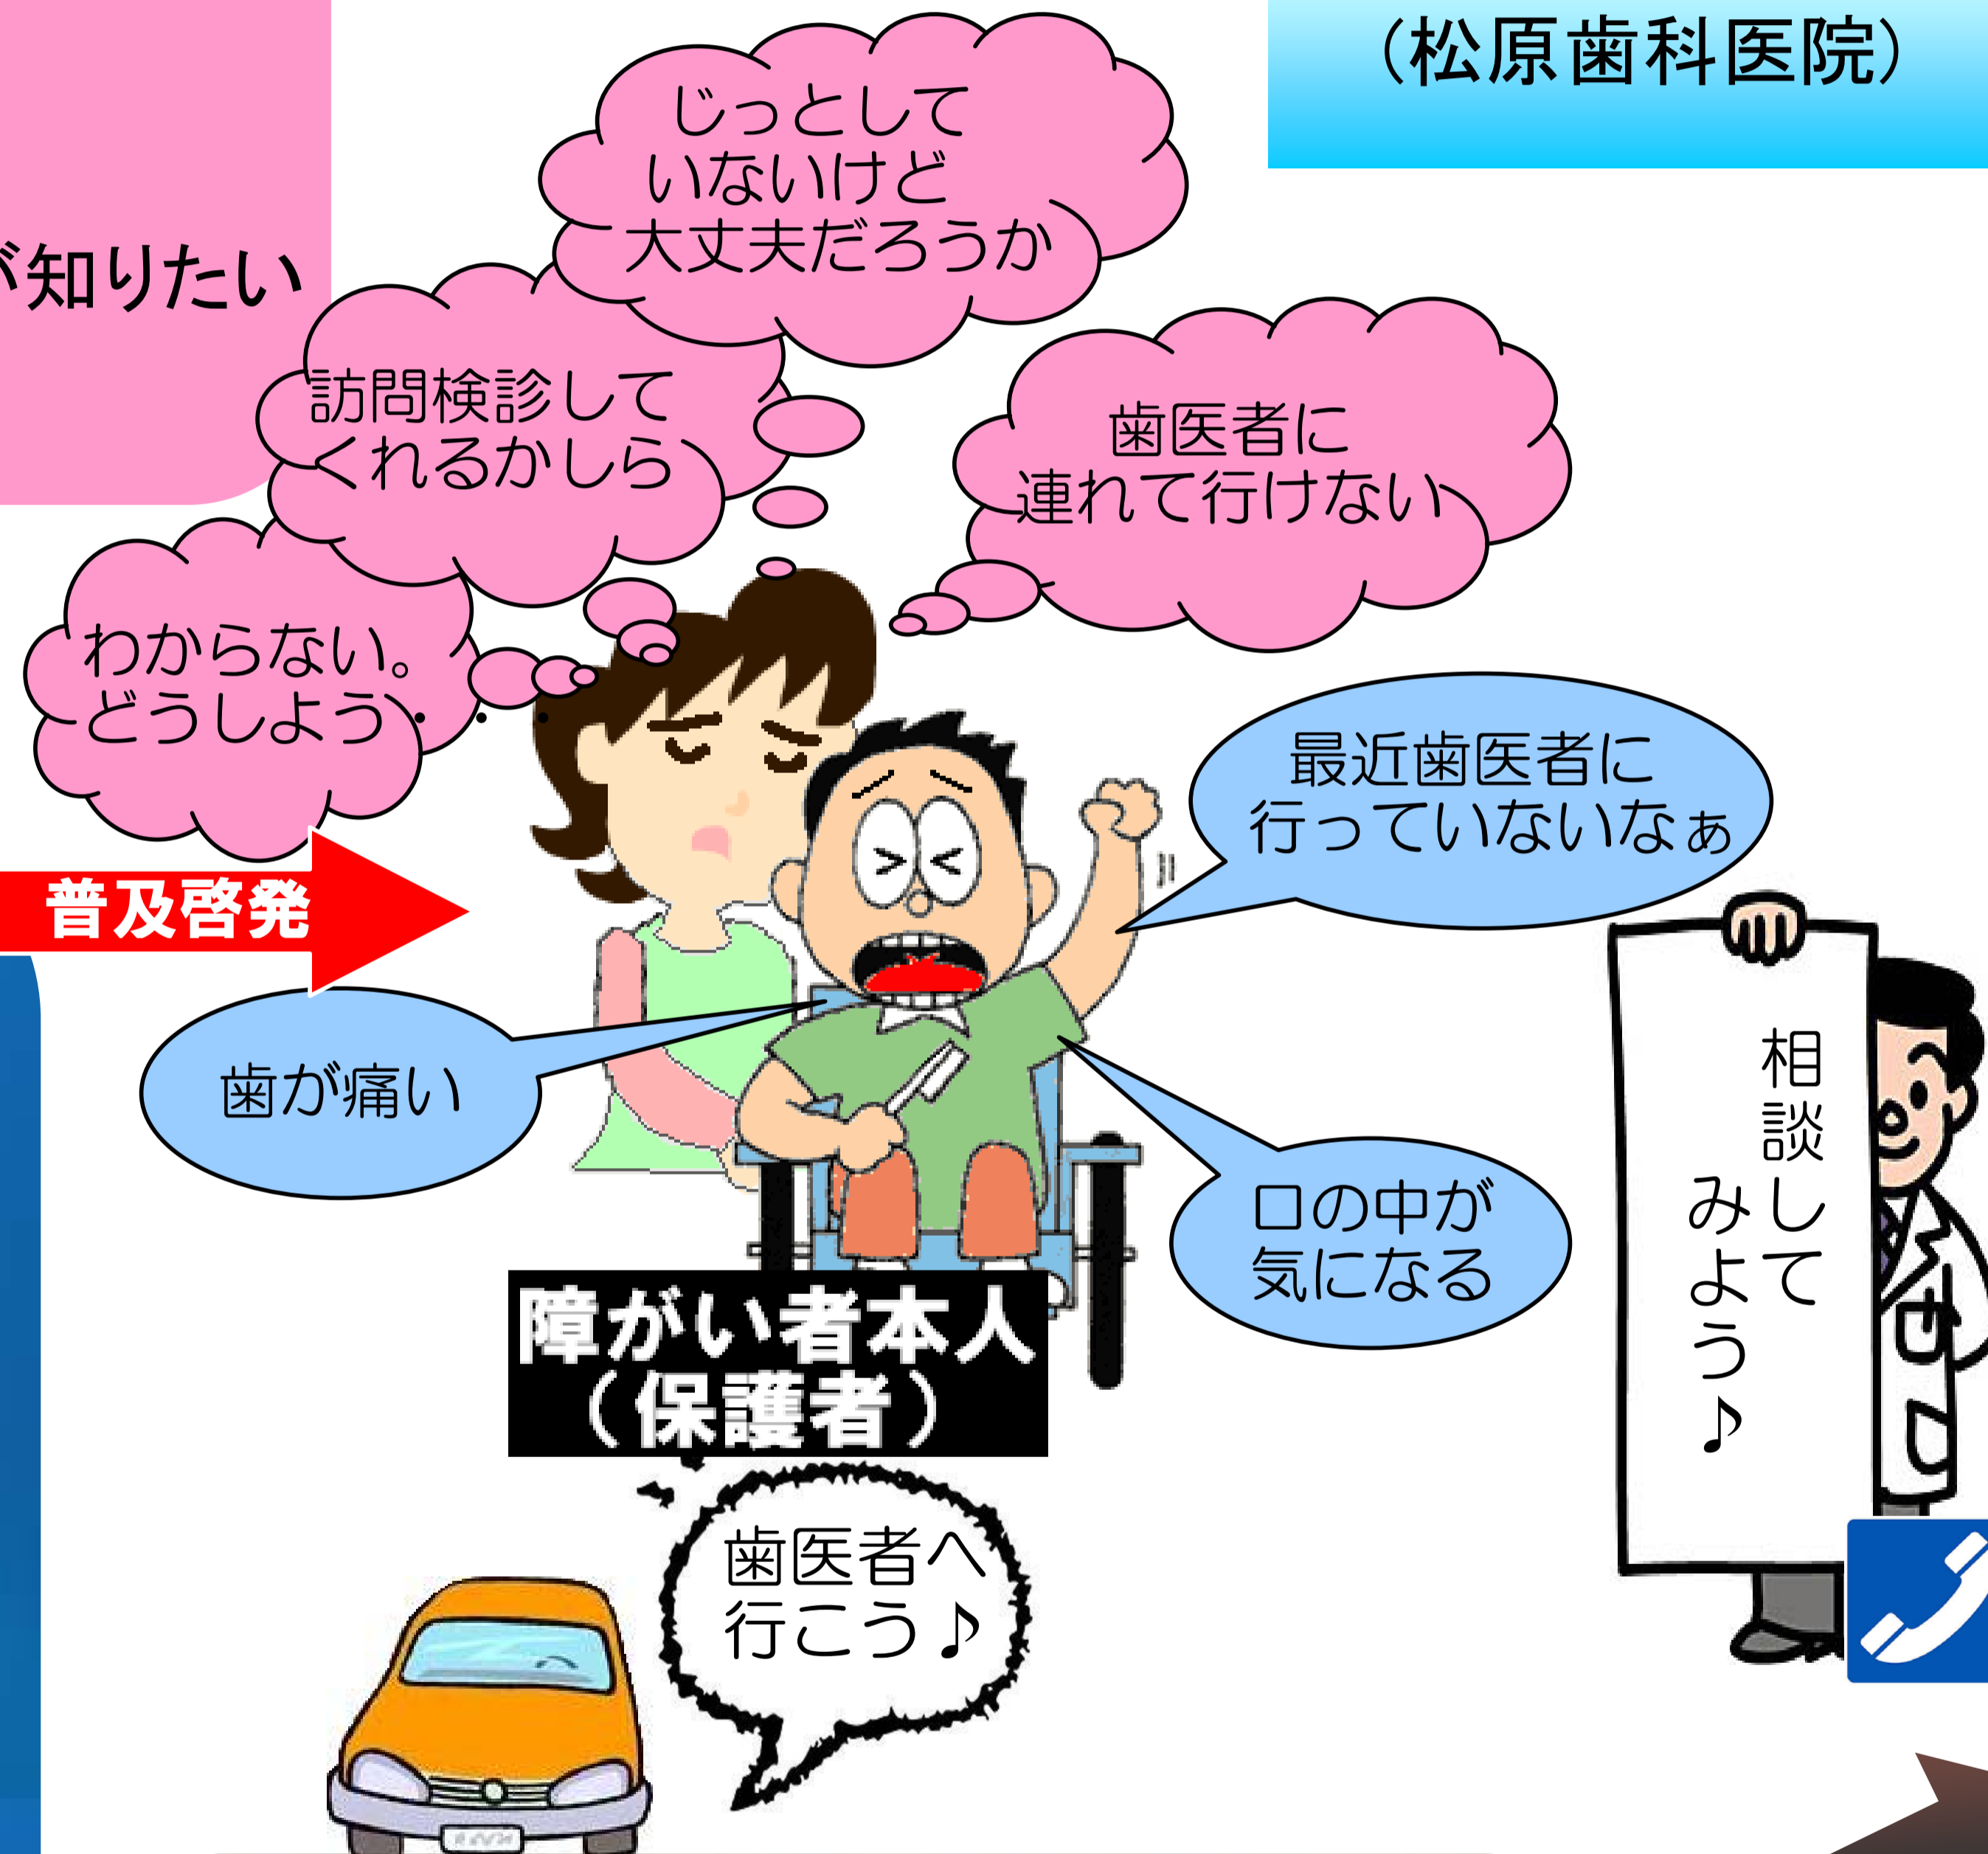 （松原歯科医院）
が知りたい
じっとして
いないけど
大丈夫だろうか
訪問検診して
くれるかしら
歯医者に
連れて行けない
わからない。
どうしよう・・・
最近歯医者に
行っていないなぁ
普及啓発
歯が痛い
口の中が
気になる
相談して
みよう♪
障がい者本人
（保護者）
歯医者へ
行こう♪